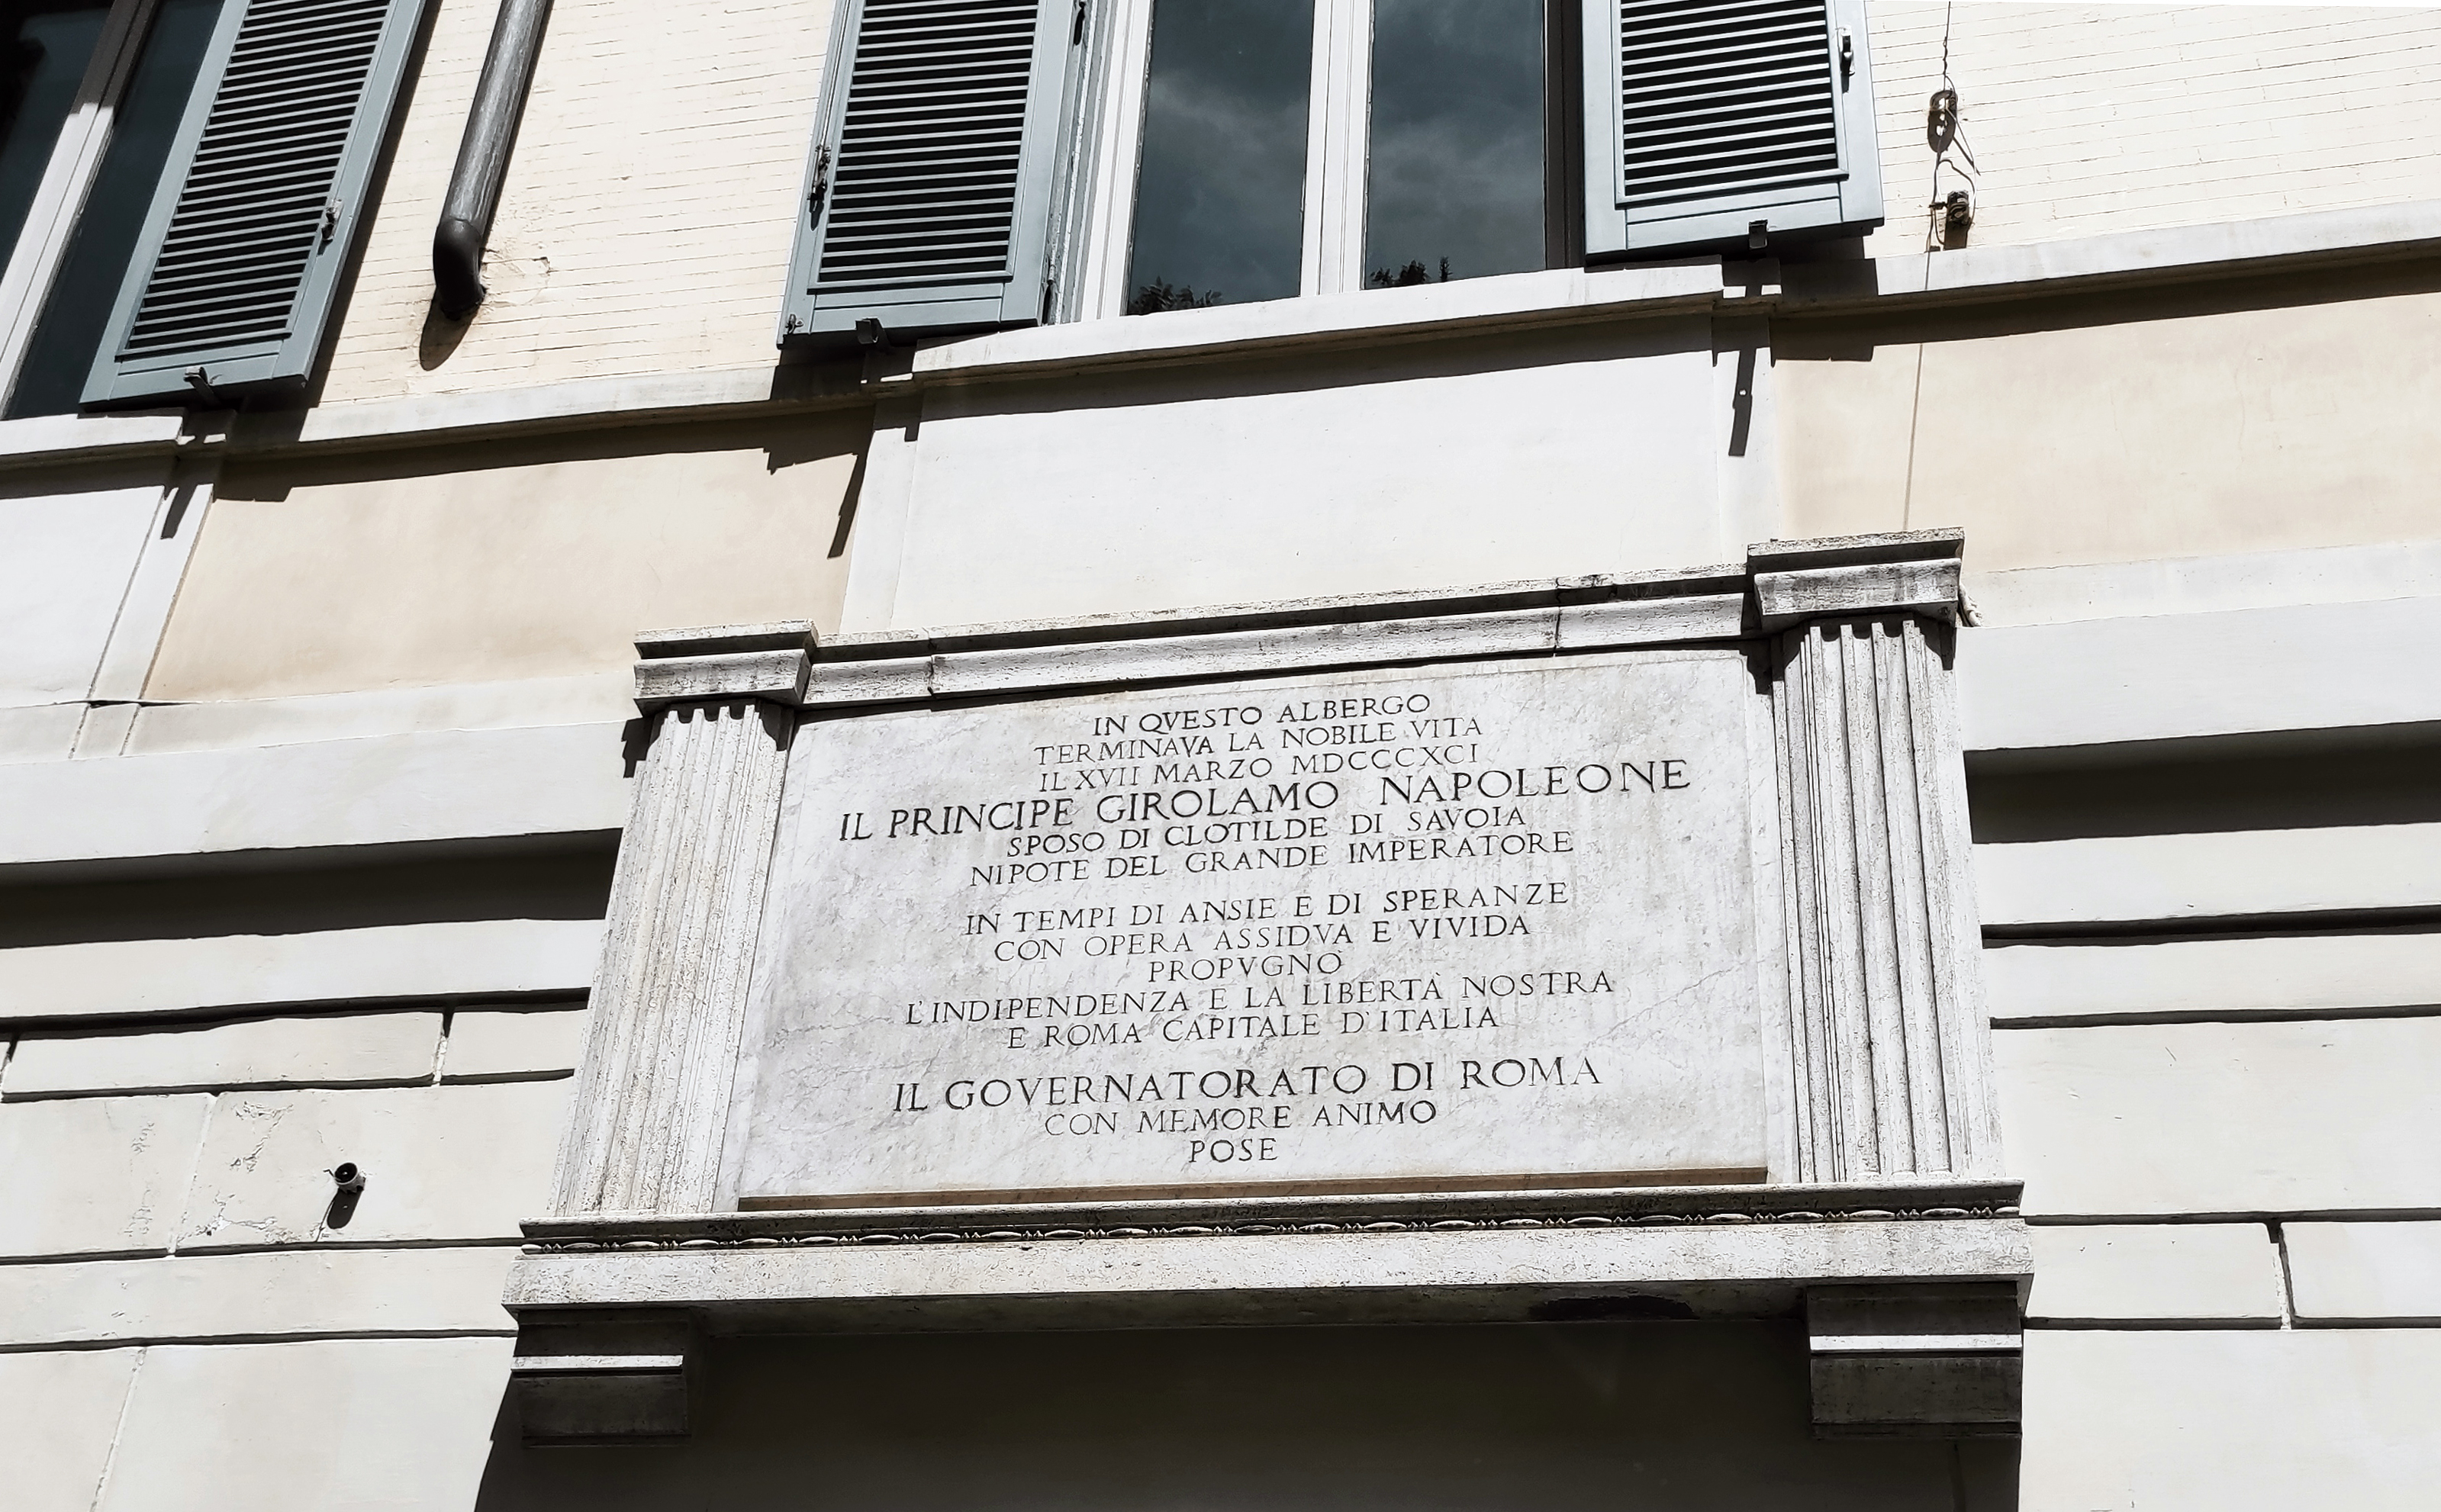 IN QVESTO ALBERGO
TERMINAVA LA NOBILE VITA
IL XVII MARZO MDCCCXCI
IL PRINCIPE GIROLAMO NAPOLEONE
SPOSO DI CLOTILDE DI SAVOIA
NIPOTE DEL GRANDE IMPERATORE
IN TEMPI DI ANSIE E DI SPERANZE
CON OPERA ASSIDVA E VIVIDA
PROPVGNÒ
L'INDIPENDENZA E LA LIBERTÀ NOSTRA
E ROMA CAPITALE D'ITALIA
IL GOVERNATORATO DI ROMA
CON MEMORE ANIMO
POSE